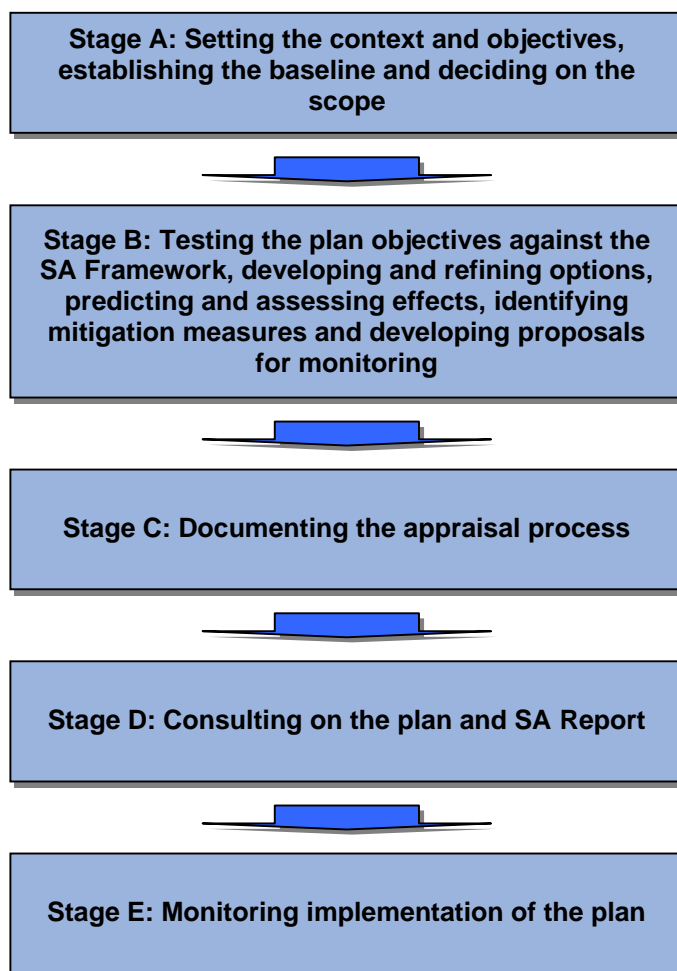 Stage A: Setting the context and objectives,
establishing the baseline and deciding on the
scope
Stage B: Testing the plan objectives against the
SA Framework, developing and refining options,
predicting and assessing effects, identifying
mitigation measures and developing proposals
for monitoring
Stage C: Documenting the appraisal process
Stage D: Consulting on the plan and SA Report
Stage E: Monitoring implementation of the plan